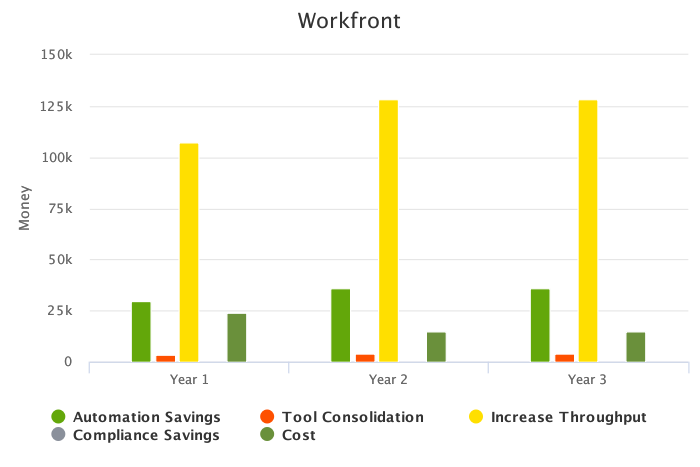 Workfront
150k
125k
100k
75k
50k
25k
0
Money
Year 1 Year 2 Year 3
Automation Savings Tool Consolidation Increase Throughput
Compliance Savings Cost